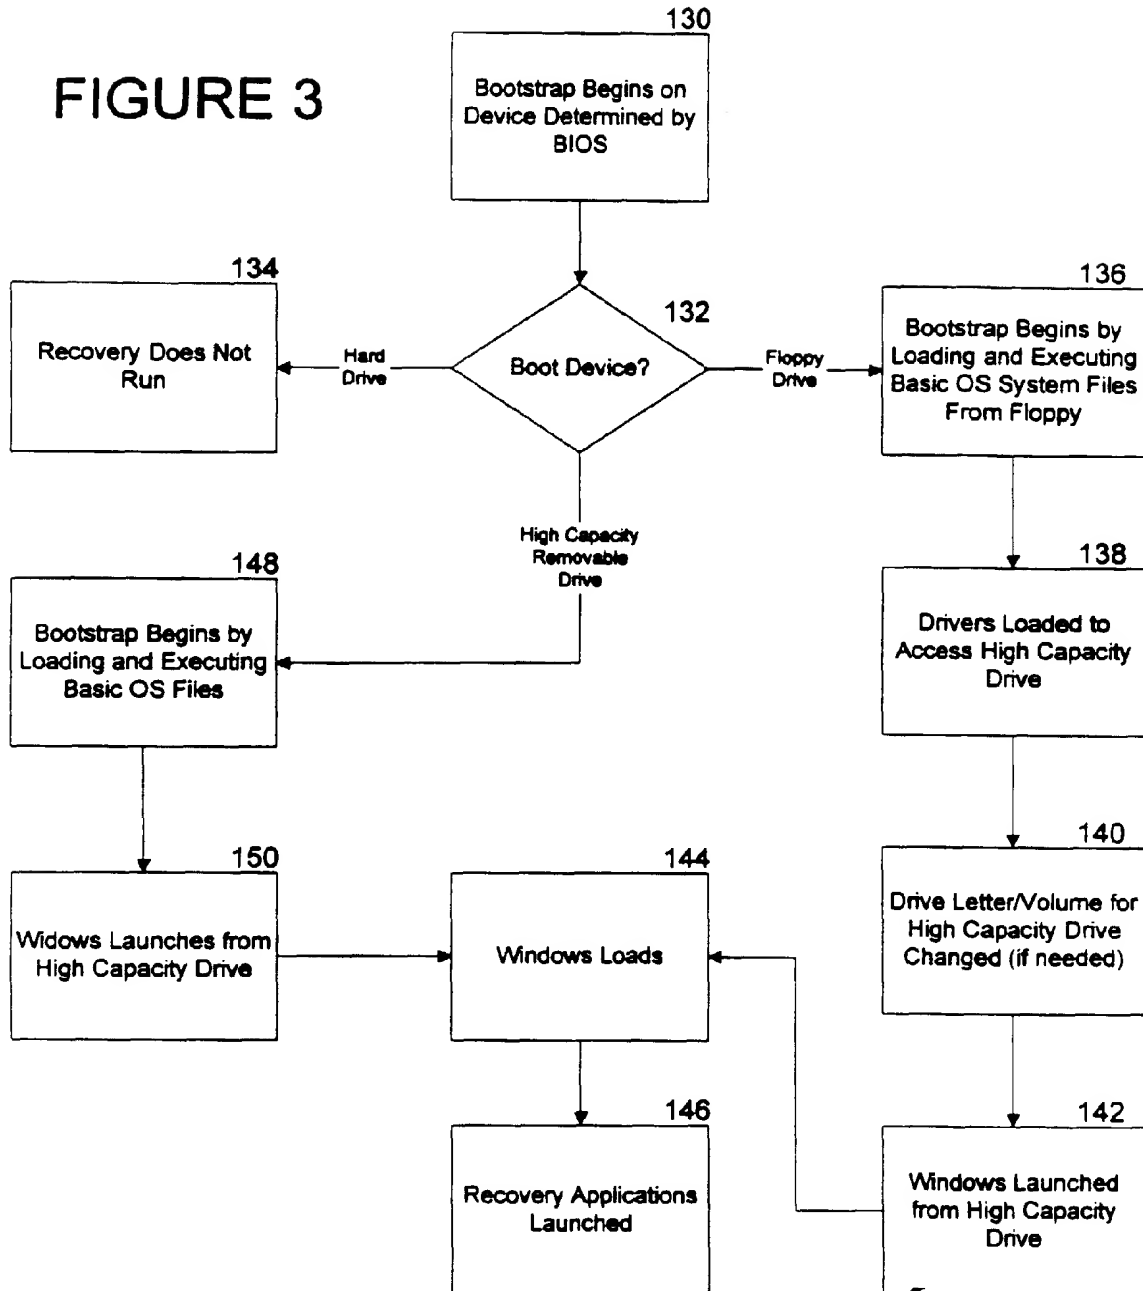 FIGURE 3
130
Bootstrap Begins on
Device Determined by
BIOS
132
Boot Device?
Hard
Drive
134
Recovery Does Not
Run
Floppy
Drive
136
Bootstrap Begins by
Loading and Executing
Basic OS System Files
From Floppy
High Capacity
Removable
Drive
138
Drivers Loaded to
Access High Capacity
Drive
148
Bootstrap Begins by
Loading and Executing
Basic OS Files
140
Drive Letter/Volume for
High Capacity Drive
Changed (if needed)
150
Widows Launches from
High Capacity Drive
144
Windows Loads
142
Windows Launched
from High Capacity
Drive
146
Recovery Applications
Launched